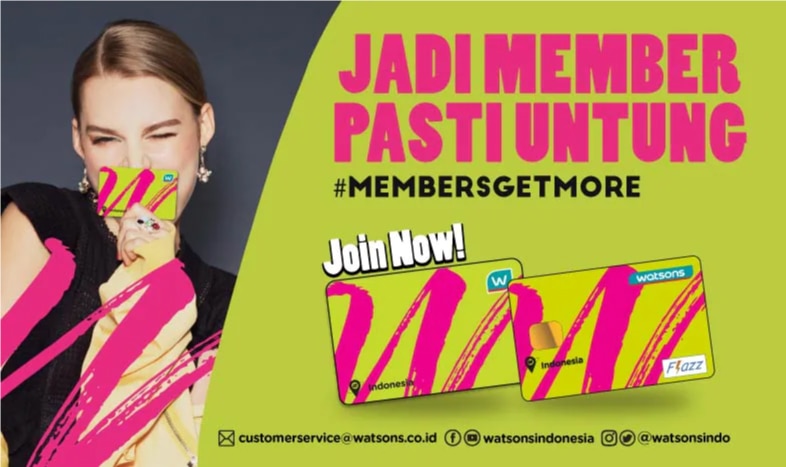 JADI MEMBER
PASTI UNTUNG
#MEMBERSGETMORE
Join Now!
W
Indonesia
watsons
Indonesia
Flazz
customerservice@watsons.co.id watsonsindonesia @watsonsindo